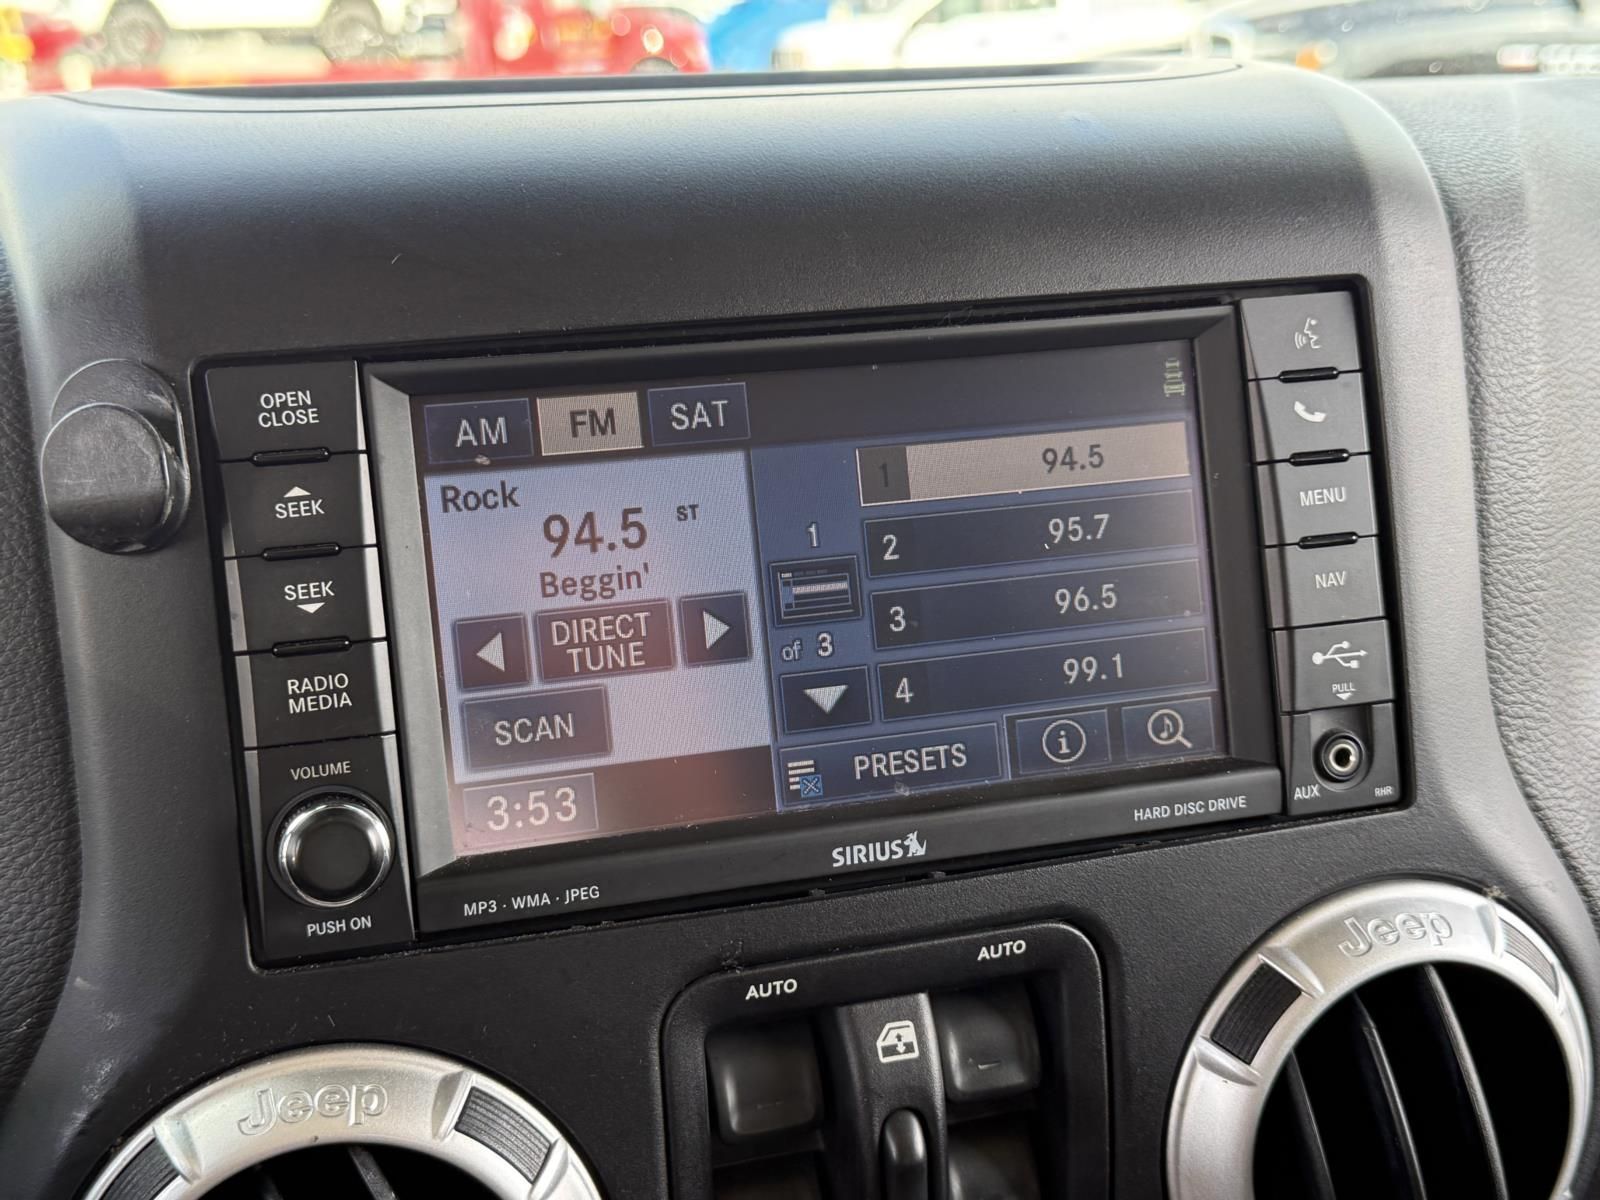 OPEN
CLOSE
SEEK
SEEK
RADIO
MEDIA
VOLUME
PUSH ON
AM
FM
SAT
Rock
94.5 ST
Beggin'
DIRECT
TUNE
SCAN
3:53
1
of 3
1 94.5
2 95.7
3 96.5
4 99.1
PRESETS
i
MENU
NAV
PULL
AUX
RHR
MP3 · WMA · JPEG
SIRIUS
HARD DISC DRIVE
AUTO
AUTO
Jeep
Jeep